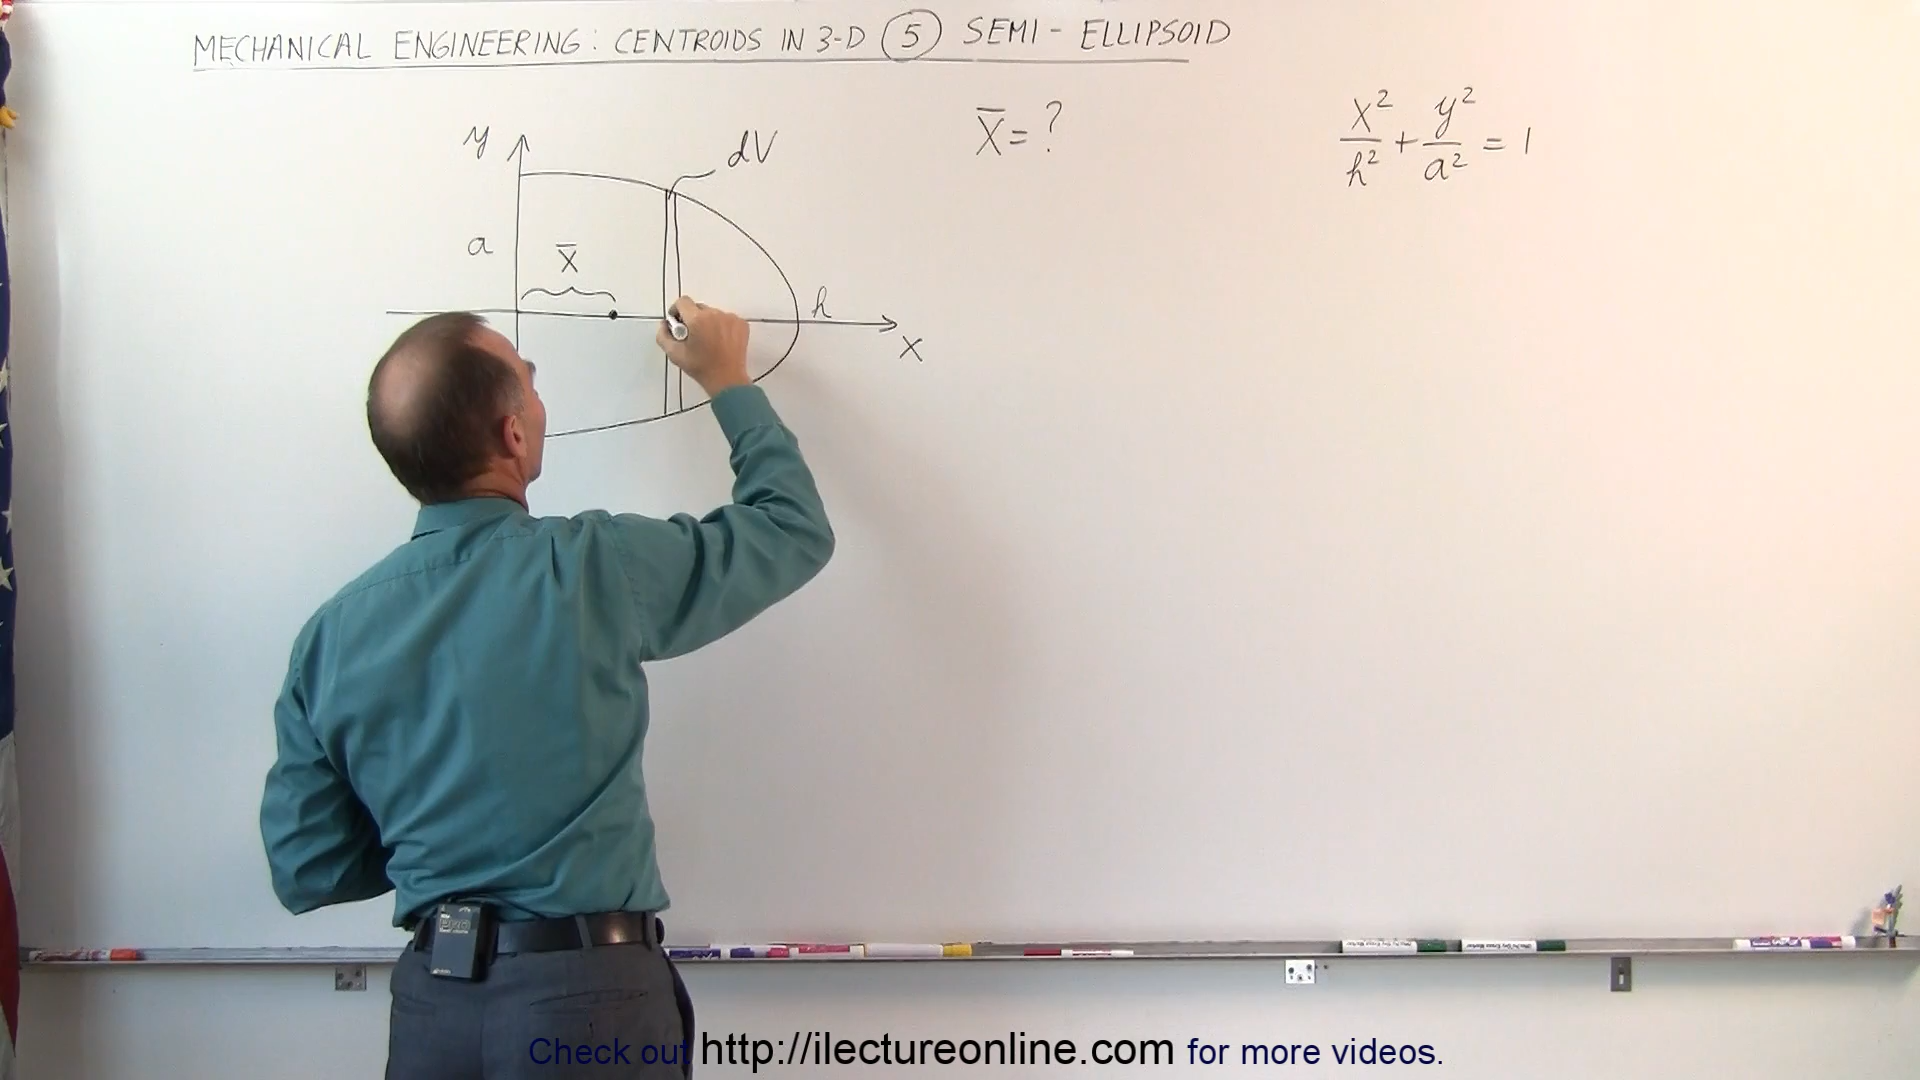 MECHANICAL ENGINEERING: CENTROIDS IN 3-D (5) SEMI-ELLIPSOID
X̄ = ?
x²/h² + y²/a² = 1
y
dV
a
X̄
h
X
Check out http://ilectureonline.com for more videos.